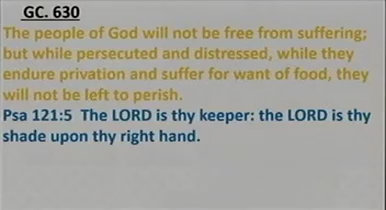 GC. 630
The people of God will not be free from suffering;
but while persecuted and distressed, while they
endure privation and suffer for want of food, they
will not be left to perish.
Psa 121:5  The LORD is thy keeper: the LORD is thy
shade upon thy right hand.